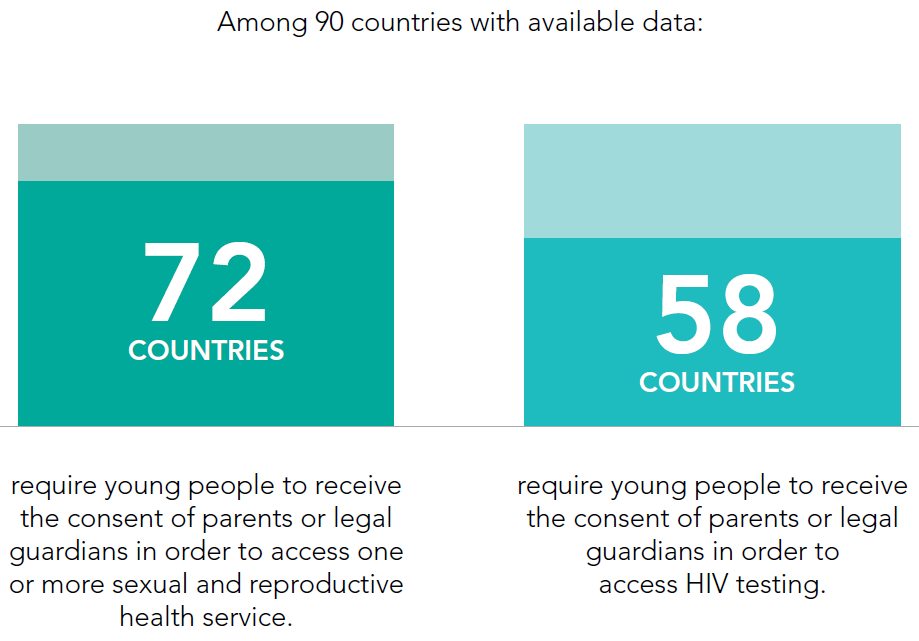 Among 90 countries with available data:
72
COUNTRIES
require young people to receive
the consent of parents or legal
guardians in order to access one
or more sexual and reproductive
health service.
58
COUNTRIES
require young people to receive
the consent of parents or legal
guardians in order to
access HIV testing.